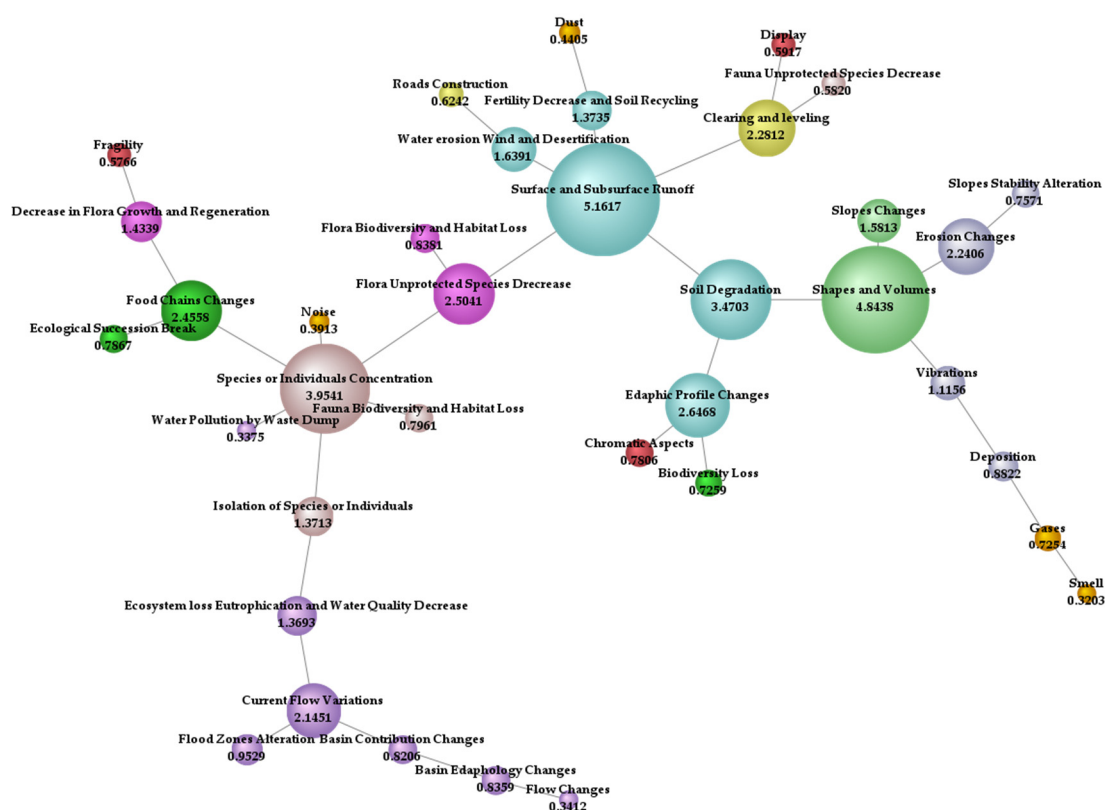 Dust
0.4405
Display
0.5917
Fauna Unprotected Species Decrease
0.5820
Roads Construction
0.6242
Fertility Decrease and Soil Recycling
1.3735
Clearing and leveling
2.2812
Water erosion Wind and Desertification
1.6391
Fragility
0.5766
Surface and Subsurface Runoff
5.1617
Slopes Stability Alteration
0.7571
Decrease in Flora Growth and Regeneration
1.4339
Slopes Changes
1.5813
Flora Biodiversity and Habitat Loss
0.8381
Erosion Changes
2.2406
Flora Unprotected Species Drecrease
2.5041
Soil Degradation
3.4703
Shapes and Volumes
4.8438
Food Chains Changes
2.4558
Noise
0.3913
Ecological Succession Break
0.7867
Species or Individuals Concentration
3.9541
Vibrations
1.1156
Edaphic Profile Changes
2.6468
Fauna Biodiversity and Habitat Loss
0.7961
Water Pollution by Waste Dump
0.3375
Chromatic Aspects
0.7806
Deposition
0.8822
Biodiversity Loss
0.7259
Isolation of Species or Individuals
1.3713
Gases
0.7254
Smell
0.3203
Ecosystem loss Eutrophication and Water Quality Decrease
1.3693
Current Flow Variations
2.1451
Flood Zones Alteration
0.9529
Basin Contribution Changes
0.8206
Basin Edaphology Changes
0.8359
Flow Changes
0.3412